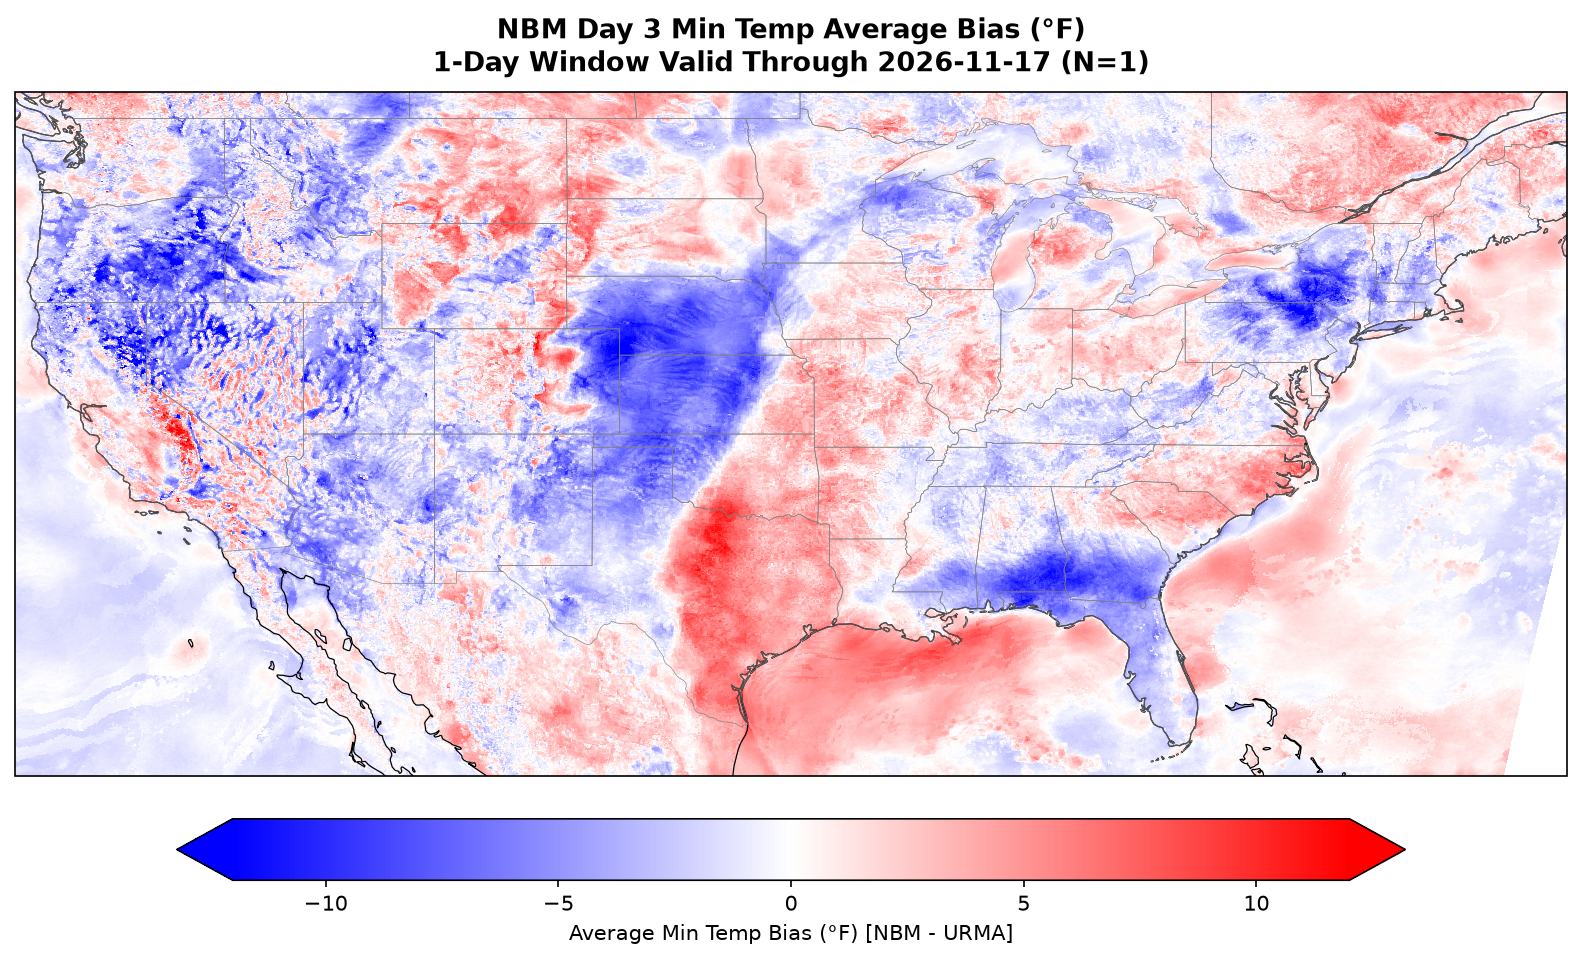 NBM Day 3 Min Temp Average Bias (°F)
1-Day Window Valid Through 2026-11-17 (N=1)
−10 −5 0 5 10
Average Min Temp Bias (°F) [NBM - URMA]